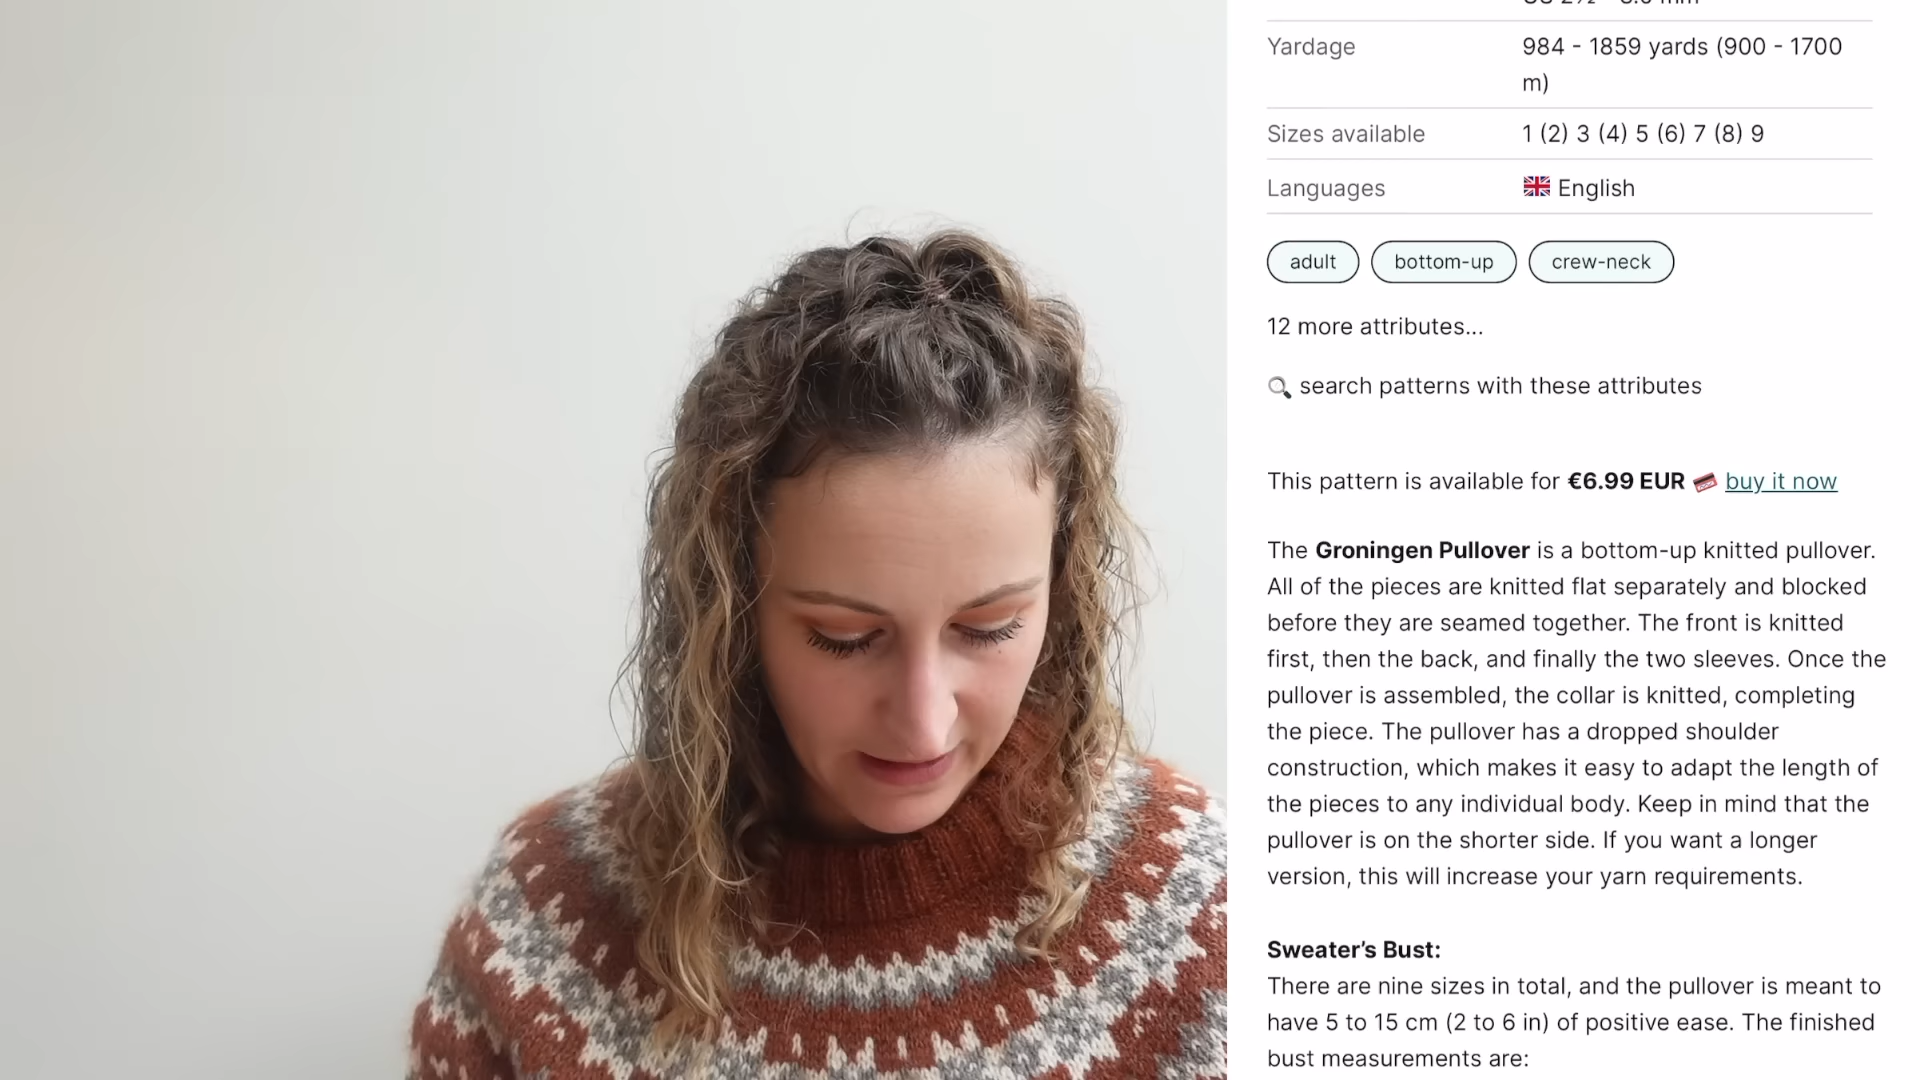 Yardage
984 - 1859 yards (900 - 1700
m)
Sizes available
1 (2) 3 (4) 5 (6) 7 (8) 9
Languages
English
adult
bottom-up
crew-neck
12 more attributes...
search patterns with these attributes
This pattern is available for €6.99 EUR buy it now
The Groningen Pullover is a bottom-up knitted pullover.
All of the pieces are knitted flat separately and blocked
before they are seamed together. The front is knitted
first, then the back, and finally the two sleeves. Once the
pullover is assembled, the collar is knitted, completing
the piece. The pullover has a dropped shoulder
construction, which makes it easy to adapt the length of
the pieces to any individual body. Keep in mind that the
pullover is on the shorter side. If you want a longer
version, this will increase your yarn requirements.
Sweater’s Bust:
There are nine sizes in total, and the pullover is meant to
have 5 to 15 cm (2 to 6 in) of positive ease. The finished
bust measurements are: